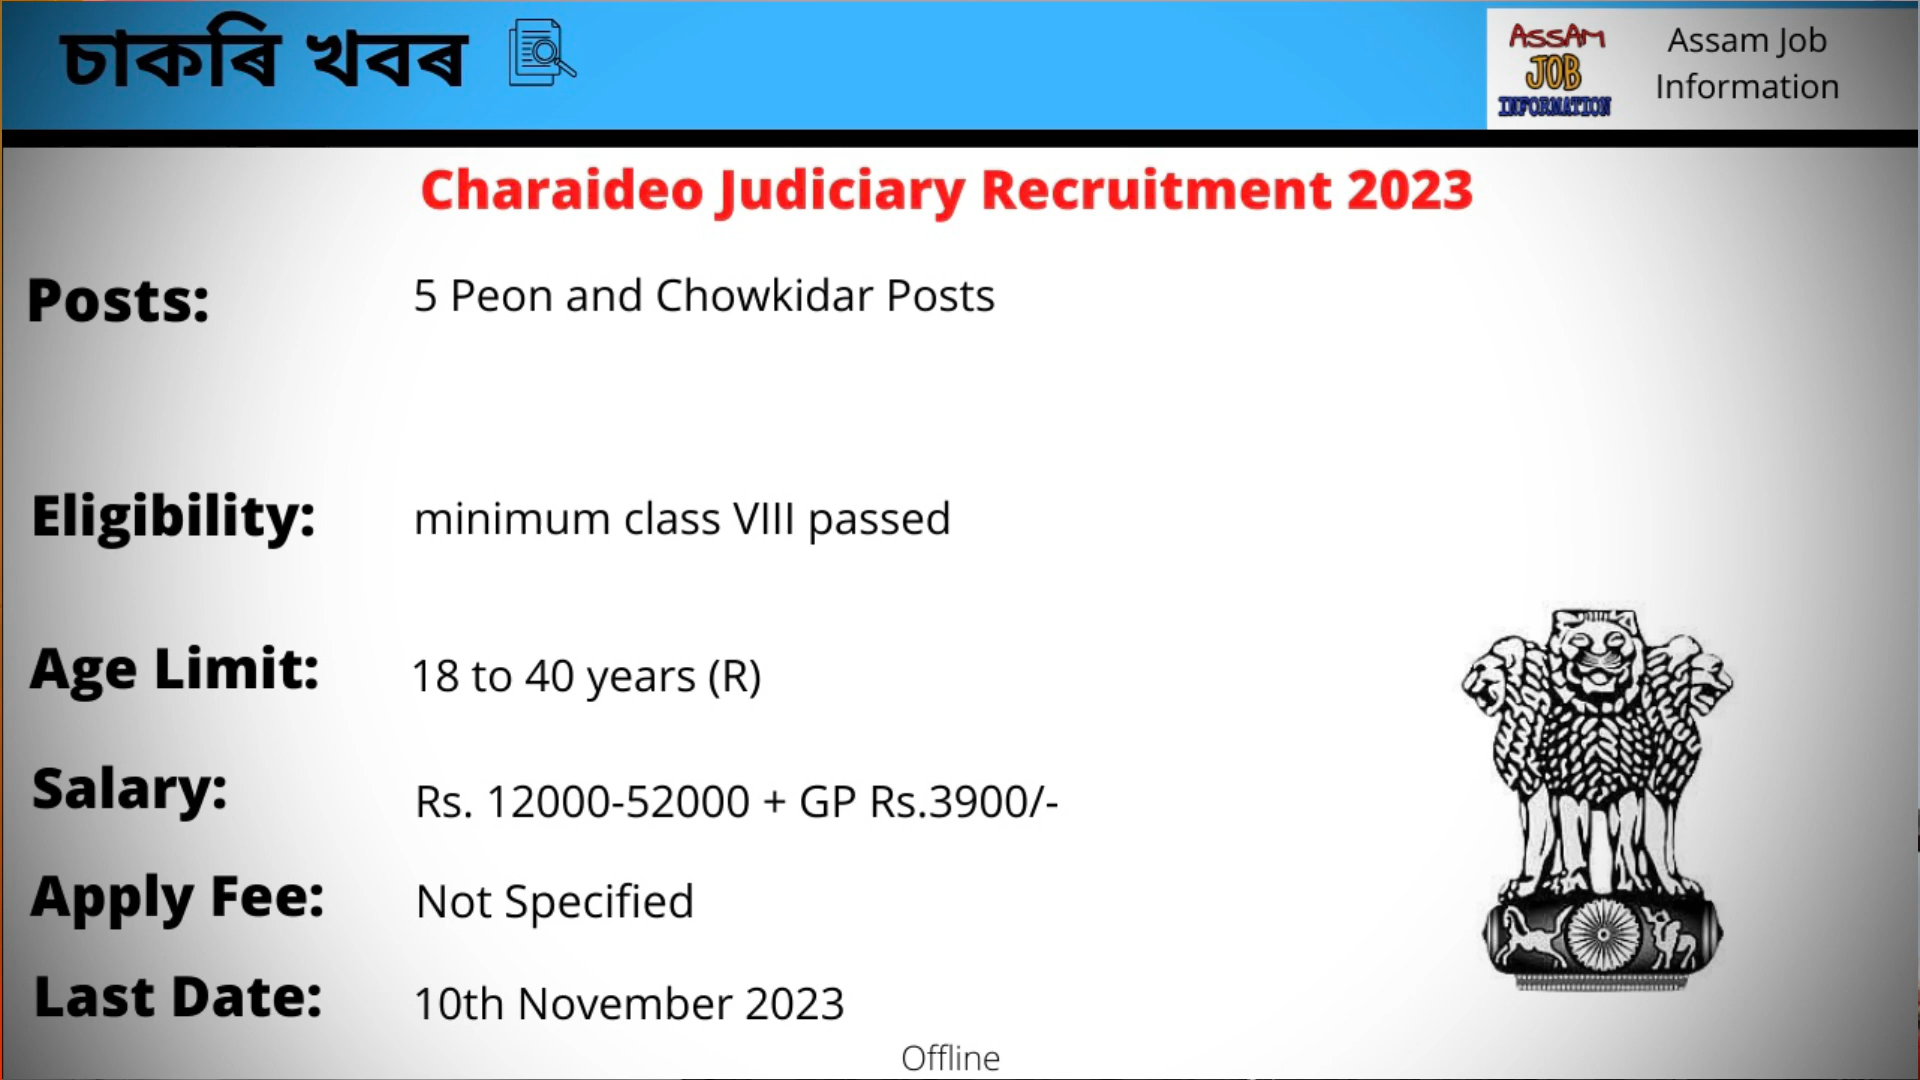 চাকৰি খবৰ
ASSAM
JOB
INFORMATION
Assam Job
Information
Charaideo Judiciary Recruitment 2023
Posts: 5 Peon and Chowkidar Posts
Eligibility: minimum class VIII passed
Age Limit: 18 to 40 years (R)
Salary: Rs. 12000-52000 + GP Rs.3900/-
Apply Fee: Not Specified
Last Date: 10th November 2023
Offline